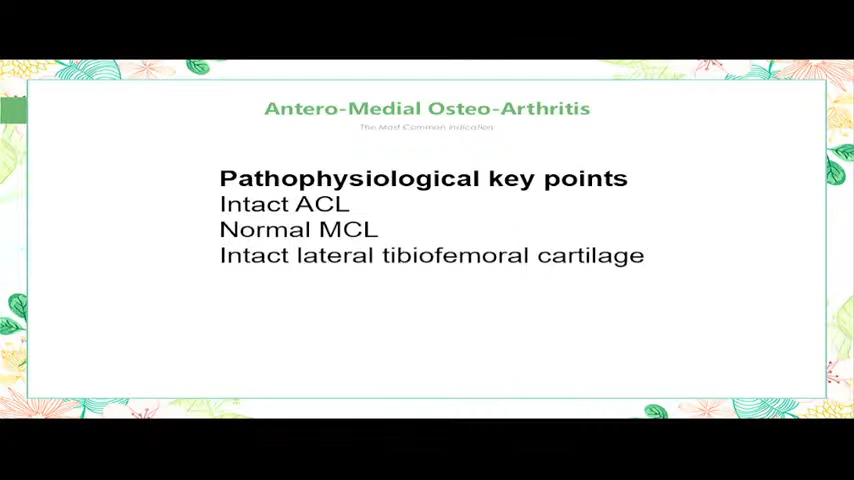 Antero-Medial Osteo-Arthritis
The Most Common Indication
Pathophysiological key points
Intact ACL
Normal MCL
Intact lateral tibiofemoral cartilage